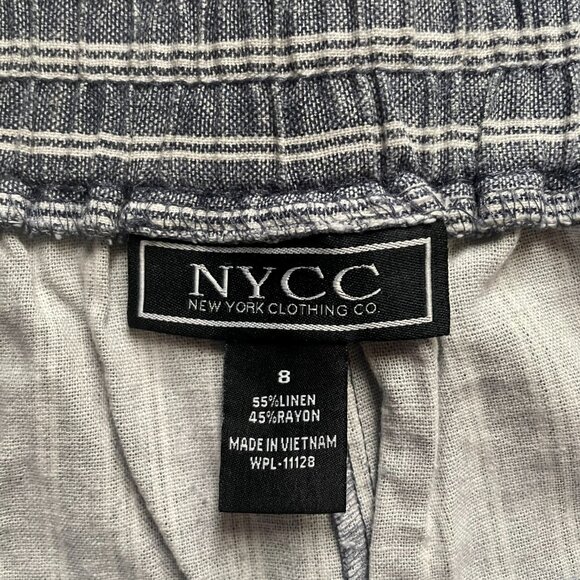 NYCC
NEW YORK CLOTHING CO.
8
55%LINEN
45%RAYON
MADE IN VIETNAM
WPL-11128